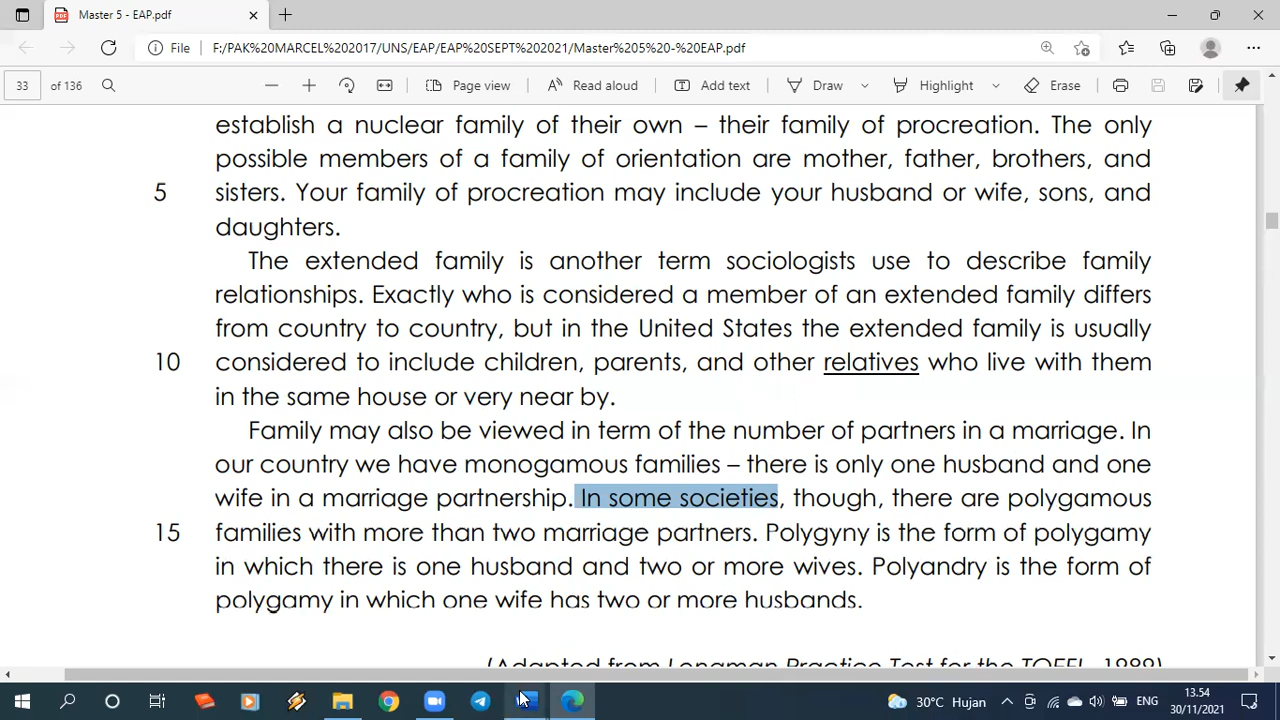 Master 5 - EAP.pdf
File F:/PAK%20MARCEL%202017/UNS/EAP/EAP%20SEPT%202021/Master%205%20-%20EAP.pdf
33 of 136 Page view Read aloud Add text Draw Highlight Erase
establish a nuclear family of their own – their family of procreation. The only
possible members of a family of orientation are mother, father, brothers, and
5 sisters. Your family of procreation may include your husband or wife, sons, and
daughters.
The extended family is another term sociologists use to describe family
relationships. Exactly who is considered a member of an extended family differs
from country to country, but in the United States the extended family is usually
10 considered to include children, parents, and other relatives who live with them
in the same house or very near by.
Family may also be viewed in term of the number of partners in a marriage. In
our country we have monogamous families – there is only one husband and one
wife in a marriage partnership. In some societies, though, there are polygamous
15 families with more than two marriage partners. Polygyny is the form of polygamy
in which there is one husband and two or more wives. Polyandry is the form of
polygamy in which one wife has two or more husbands.
(Adapted from Longman Practice Test for the TOEFL, 1989)
30°C Hujan ENG 13.54
30/11/2021